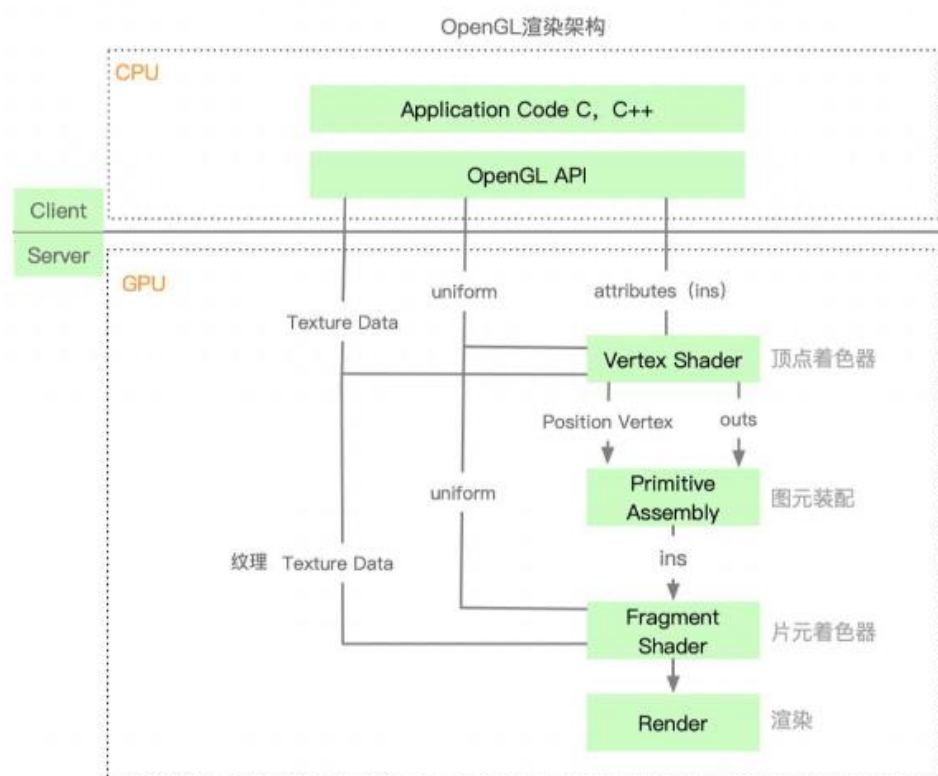 OpenGL渲染架构
CPU
Application Code C，C++
OpenGL API
Client
Server
GPU
uniform
attributes（ins）
Texture Data
Vertex Shader
顶点着色器
Position Vertex
outs
uniform
Primitive
Assembly
图元装配
纹理
Texture Data
ins
Fragment
Shader
片元着色器
Render
渲染